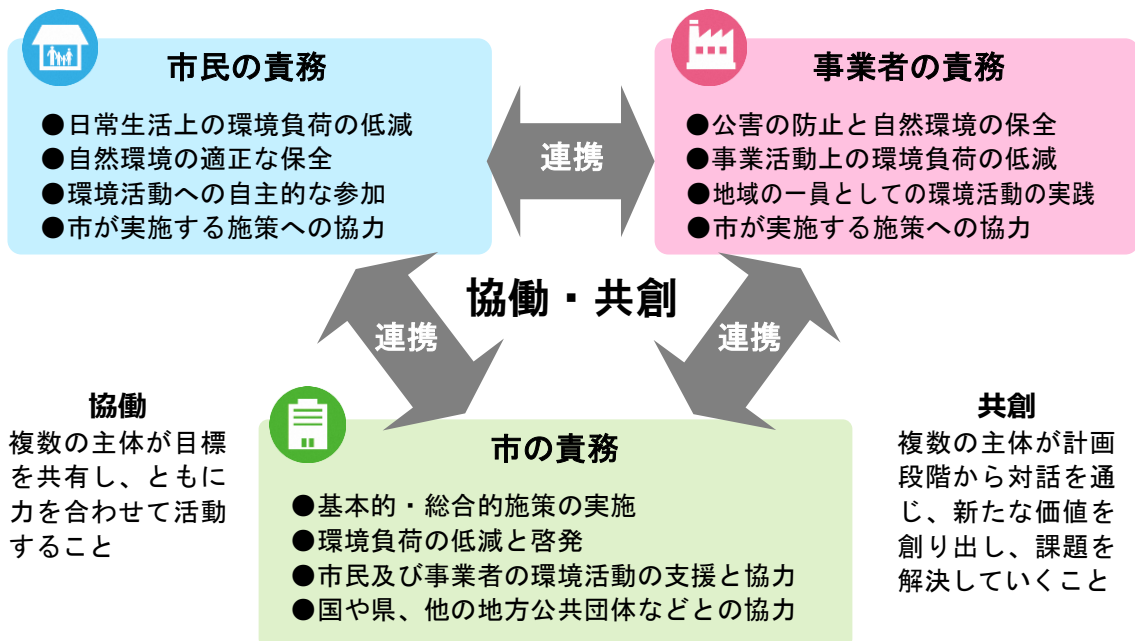 市民の責務
●日常生活上の環境負荷の低減
●自然環境の適正な保全
●環境活動への自主的な参加
●市が実施する施策への協力
連携
事業者の責務
●公害の防止と自然環境の保全
●事業活動上の環境負荷の低減
●地域の一員としての環境活動の実践
●市が実施する施策への協力
協働・共創
連携
連携
協働
複数の主体が目標
を共有し、ともに
力を合わせて活動
すること
市の責務
●基本的・総合的施策の実施
●環境負荷の低減と啓発
●市民及び事業者の環境活動の支援と協力
●国や県、他の地方公共団体などとの協力
共創
複数の主体が計画
段階から対話を通
じ、新たな価値を
創り出し、課題を
解決していくこと